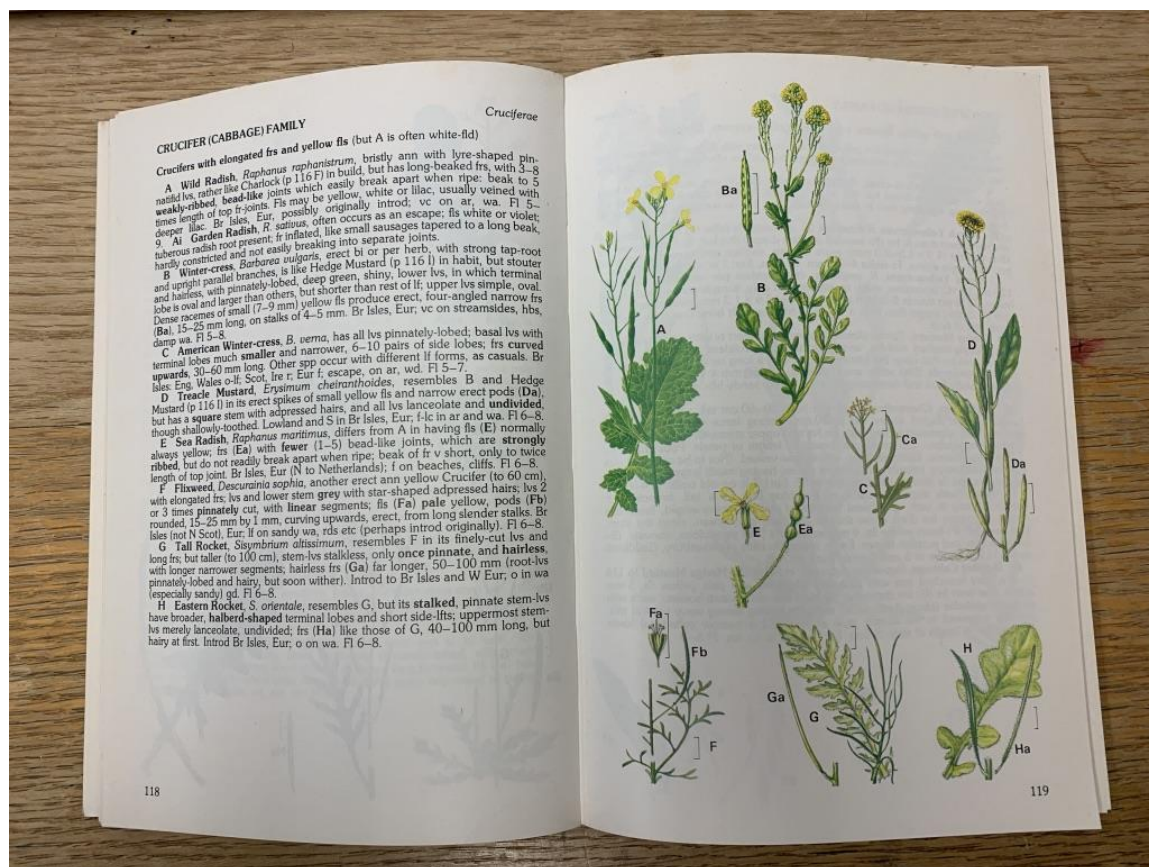 CRUCIFER (CABBAGE) FAMILY
Cruciferae
Crucifers with elongated frs and yellow fls (but A is often white-fld)
A Wild Radish, Raphanus raphanistrum, bristly ann with lyre-shaped pin-
natifid lvs, rather like Charlock (p 116 F) in build, but has long-beaked frs, with 3–8
weakly-ribbed, bead-like joints which easily break apart when ripe: beak to 5
times length of top fr-joints. Fls may be yellow, white or lilac, usually veined with
deeper lilac. Br Isles, Eur, possibly originally introd; vc on ar, wa. Fl 5–
9. Ai Garden Radish, R. sativus, often occurs as an escape; fls white or violet;
tuberous radish root present; fr inflated, like small sausages tapered to a long beak,
hardly constricted and not easily breaking into separate joints.
B Winter-cress, Barbarea vulgaris, erect bi or per herb, with strong tap-root
and upright parallel branches, is like Hedge Mustard (p 116 I) in habit, but stouter
and hairless, with pinnately-lobed, deep green, shiny, lower lvs, in which terminal
lobe is oval and larger than others, but shorter than rest of lf; upper lvs simple, oval.
Dense racemes of small (7–9 mm) yellow fls produce erect, four-angled narrow frs
(Ba), 15–25 mm long, on stalks of 4–5 mm. Br Isles, Eur; vc on streamsides, hbs,
damp wa. Fl 5–8.
C American Winter-cress, B. verna, has all lvs pinnately-lobed; basal lvs with
terminal lobes much smaller and narrower, 6–10 pairs of side lobes; frs curved
upwards, 30–60 mm long. Other spp occur with different lf forms, as casuals. Br
Isles: Eng, Wales o-lf; Scot, Ire r; Eur f; escape, on ar, wd. Fl 5–7.
D Treacle Mustard, Erysimum cheiranthoides, resembles B and Hedge
Mustard (p 116 I) in its erect spikes of small yellow fls and narrow erect pods (Da),
but has a square stem with adpressed hairs, and all lvs lanceolate and undivided,
though shallowly-toothed. Lowland and S in Br Isles, Eur; f-lc in ar and wa. Fl 6–8.
E Sea Radish, Raphanus maritimus, differs from A in having fls (E) normally
always yellow; frs (Ea) with fewer (1–5) bead-like joints, which are strongly
ribbed, but do not readily break apart when ripe; beak of fr v short, only to twice
length of top joint. Br Isles, Eur (N to Netherlands); f on beaches, cliffs. Fl 6–8.
F Flixweed, Descurainia sophia, another erect ann yellow Crucifer (to 60 cm),
with elongated frs; lvs and lower stem grey with star-shaped adpressed hairs; lvs 2
or 3 times pinnately cut, with linear segments; fls (Fa) pale yellow, pods (Fb)
rounded, 15–25 mm by 1 mm, curving upwards, erect, from long slender stalks. Br
Isles (not N Scot), Eur; lf on sandy wa, rds etc (perhaps introd originally). Fl 6–8.
G Tall Rocket, Sisymbrium altissimum, resembles F in its finely-cut lvs and
long frs; but taller (to 100 cm), stem-lvs stalkless, only once pinnate, and hairless,
with longer narrower segments; hairless frs (Ga) far longer, 50–100 mm (root-lvs
pinnately-lobed and hairy, but soon wither). Introd to Br Isles and W Eur; o in wa
(especially sandy) gd. Fl 6–8.
H Eastern Rocket, S. orientale, resembles G, but its stalked, pinnate stem-lvs
have broader, halberd-shaped terminal lobes and short side-lfts; uppermost stem-
lvs merely lanceolate, undivided; frs (Ha) like those of G, 40–100 mm long, but
hairy at first. Introd Br Isles, Eur; o on wa. Fl 6–8.
118
Ba
B
A
D
Ca
C
Da
E
Ea
Fa
Fb
F
Ga
G
H
Ha
119